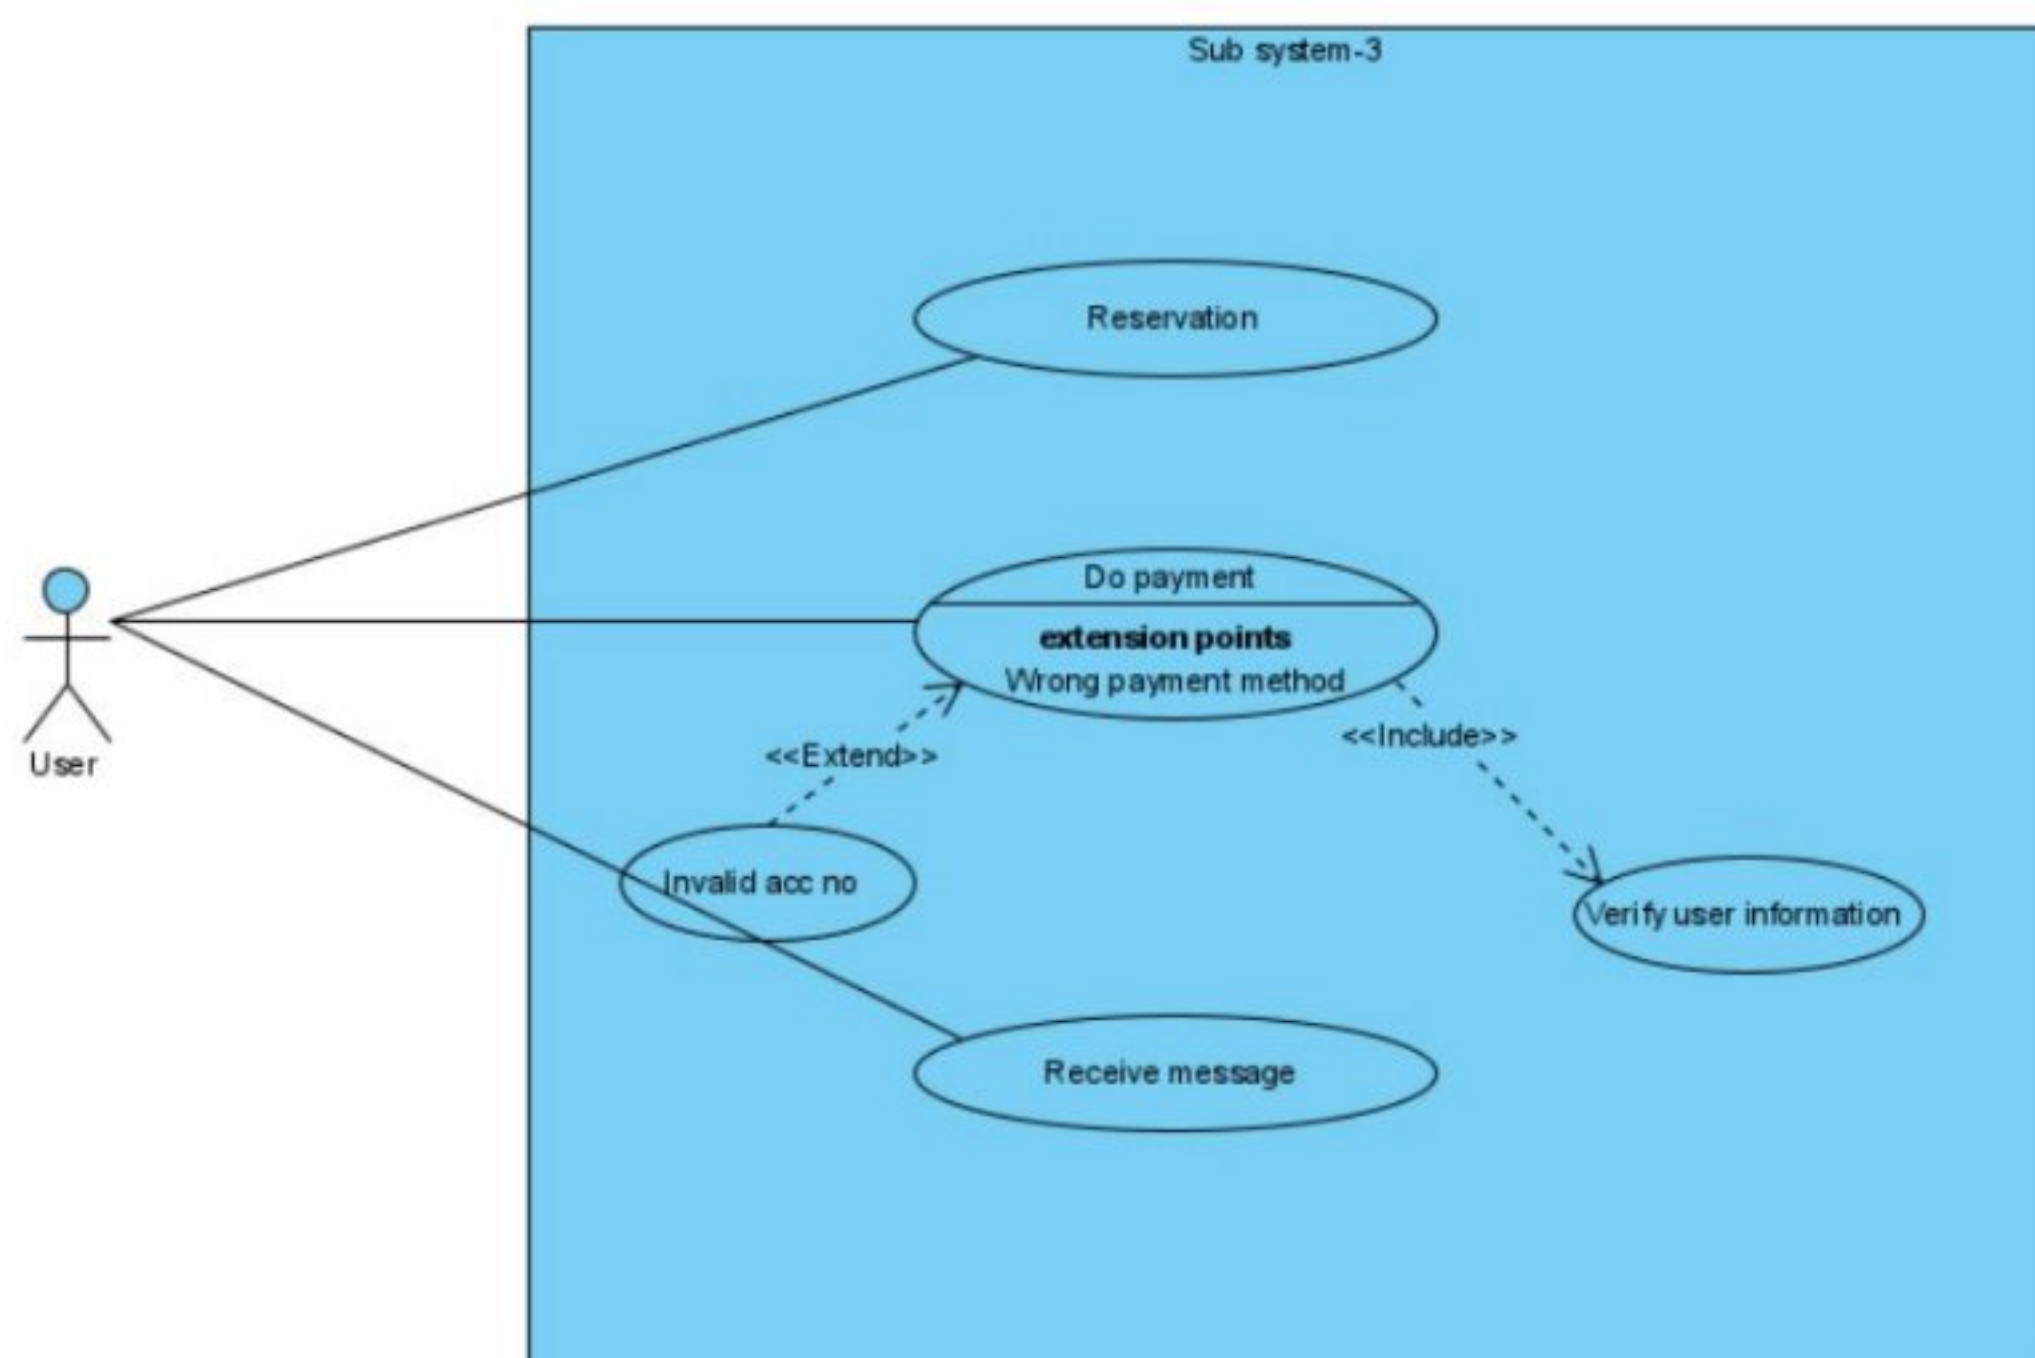 Sub system-3
Reservation
Do payment
extension points
Wrong payment method
<<Extend>>
<<Include>>
User
Invalid acc no
Verify user information
Receive message